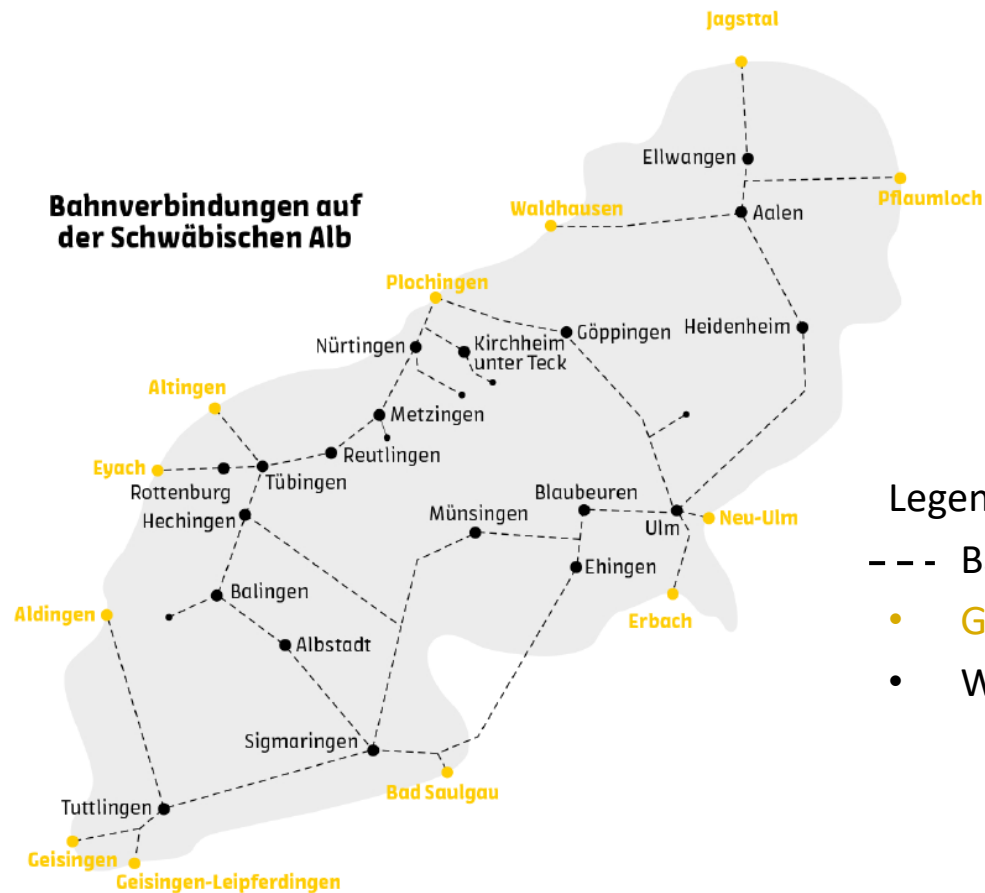 Jagsttal
Ellwangen
Pflaumloch
Bahnverbindungen auf
der Schwäbischen Alb
Waldhausen
Aalen
Plochingen
Nürtingen
Kirchheim
unter Teck
Göppingen
Heidenheim
Altingen
Metzingen
Reutlingen
Eyach
Rottenburg
Tübingen
Hechingen
Münsingen
Blaubeuren
Ulm
Neu-Ulm
Legen
B
Ehingen
Balingen
Aldingen
Erbach
G
Albstadt
W
Sigmaringen
Bad Saulgau
Tuttlingen
Geisingen
Geisingen-Leipferdingen